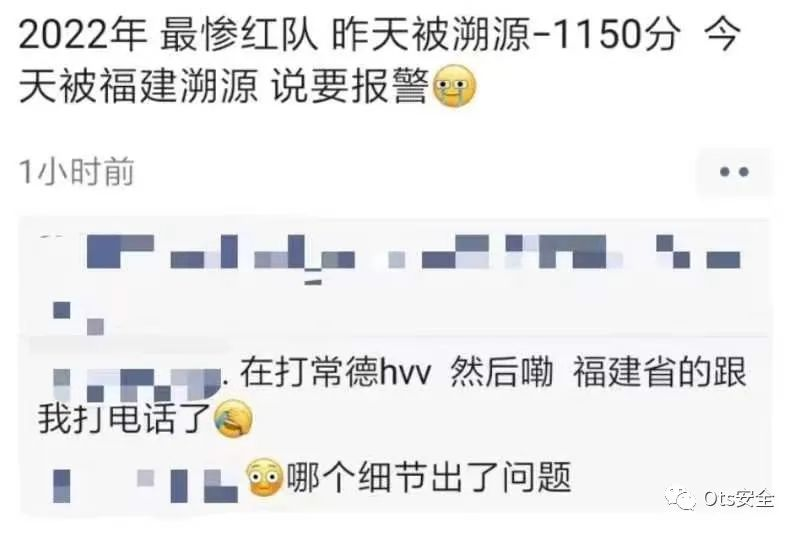 2022年 最惨红队 昨天被溯源-1150分 今
天被福建溯源 说要报警🥲
1小时前
. 在打常德hvv 然后嘞 福建省的跟
我打电话了🤦
😳哪个细节出了问题
Ots安全